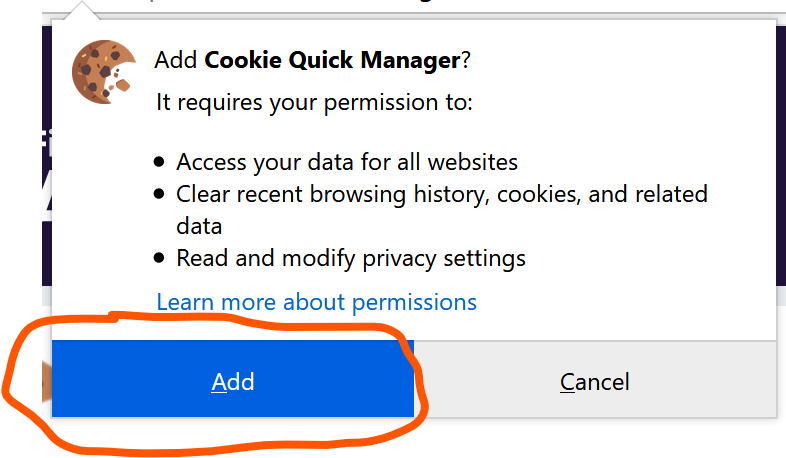 Add Cookie Quick Manager?
It requires your permission to:
Access your data for all websites
Clear recent browsing history, cookies, and related
data
Read and modify privacy settings
Learn more about permissions
Add
Cancel